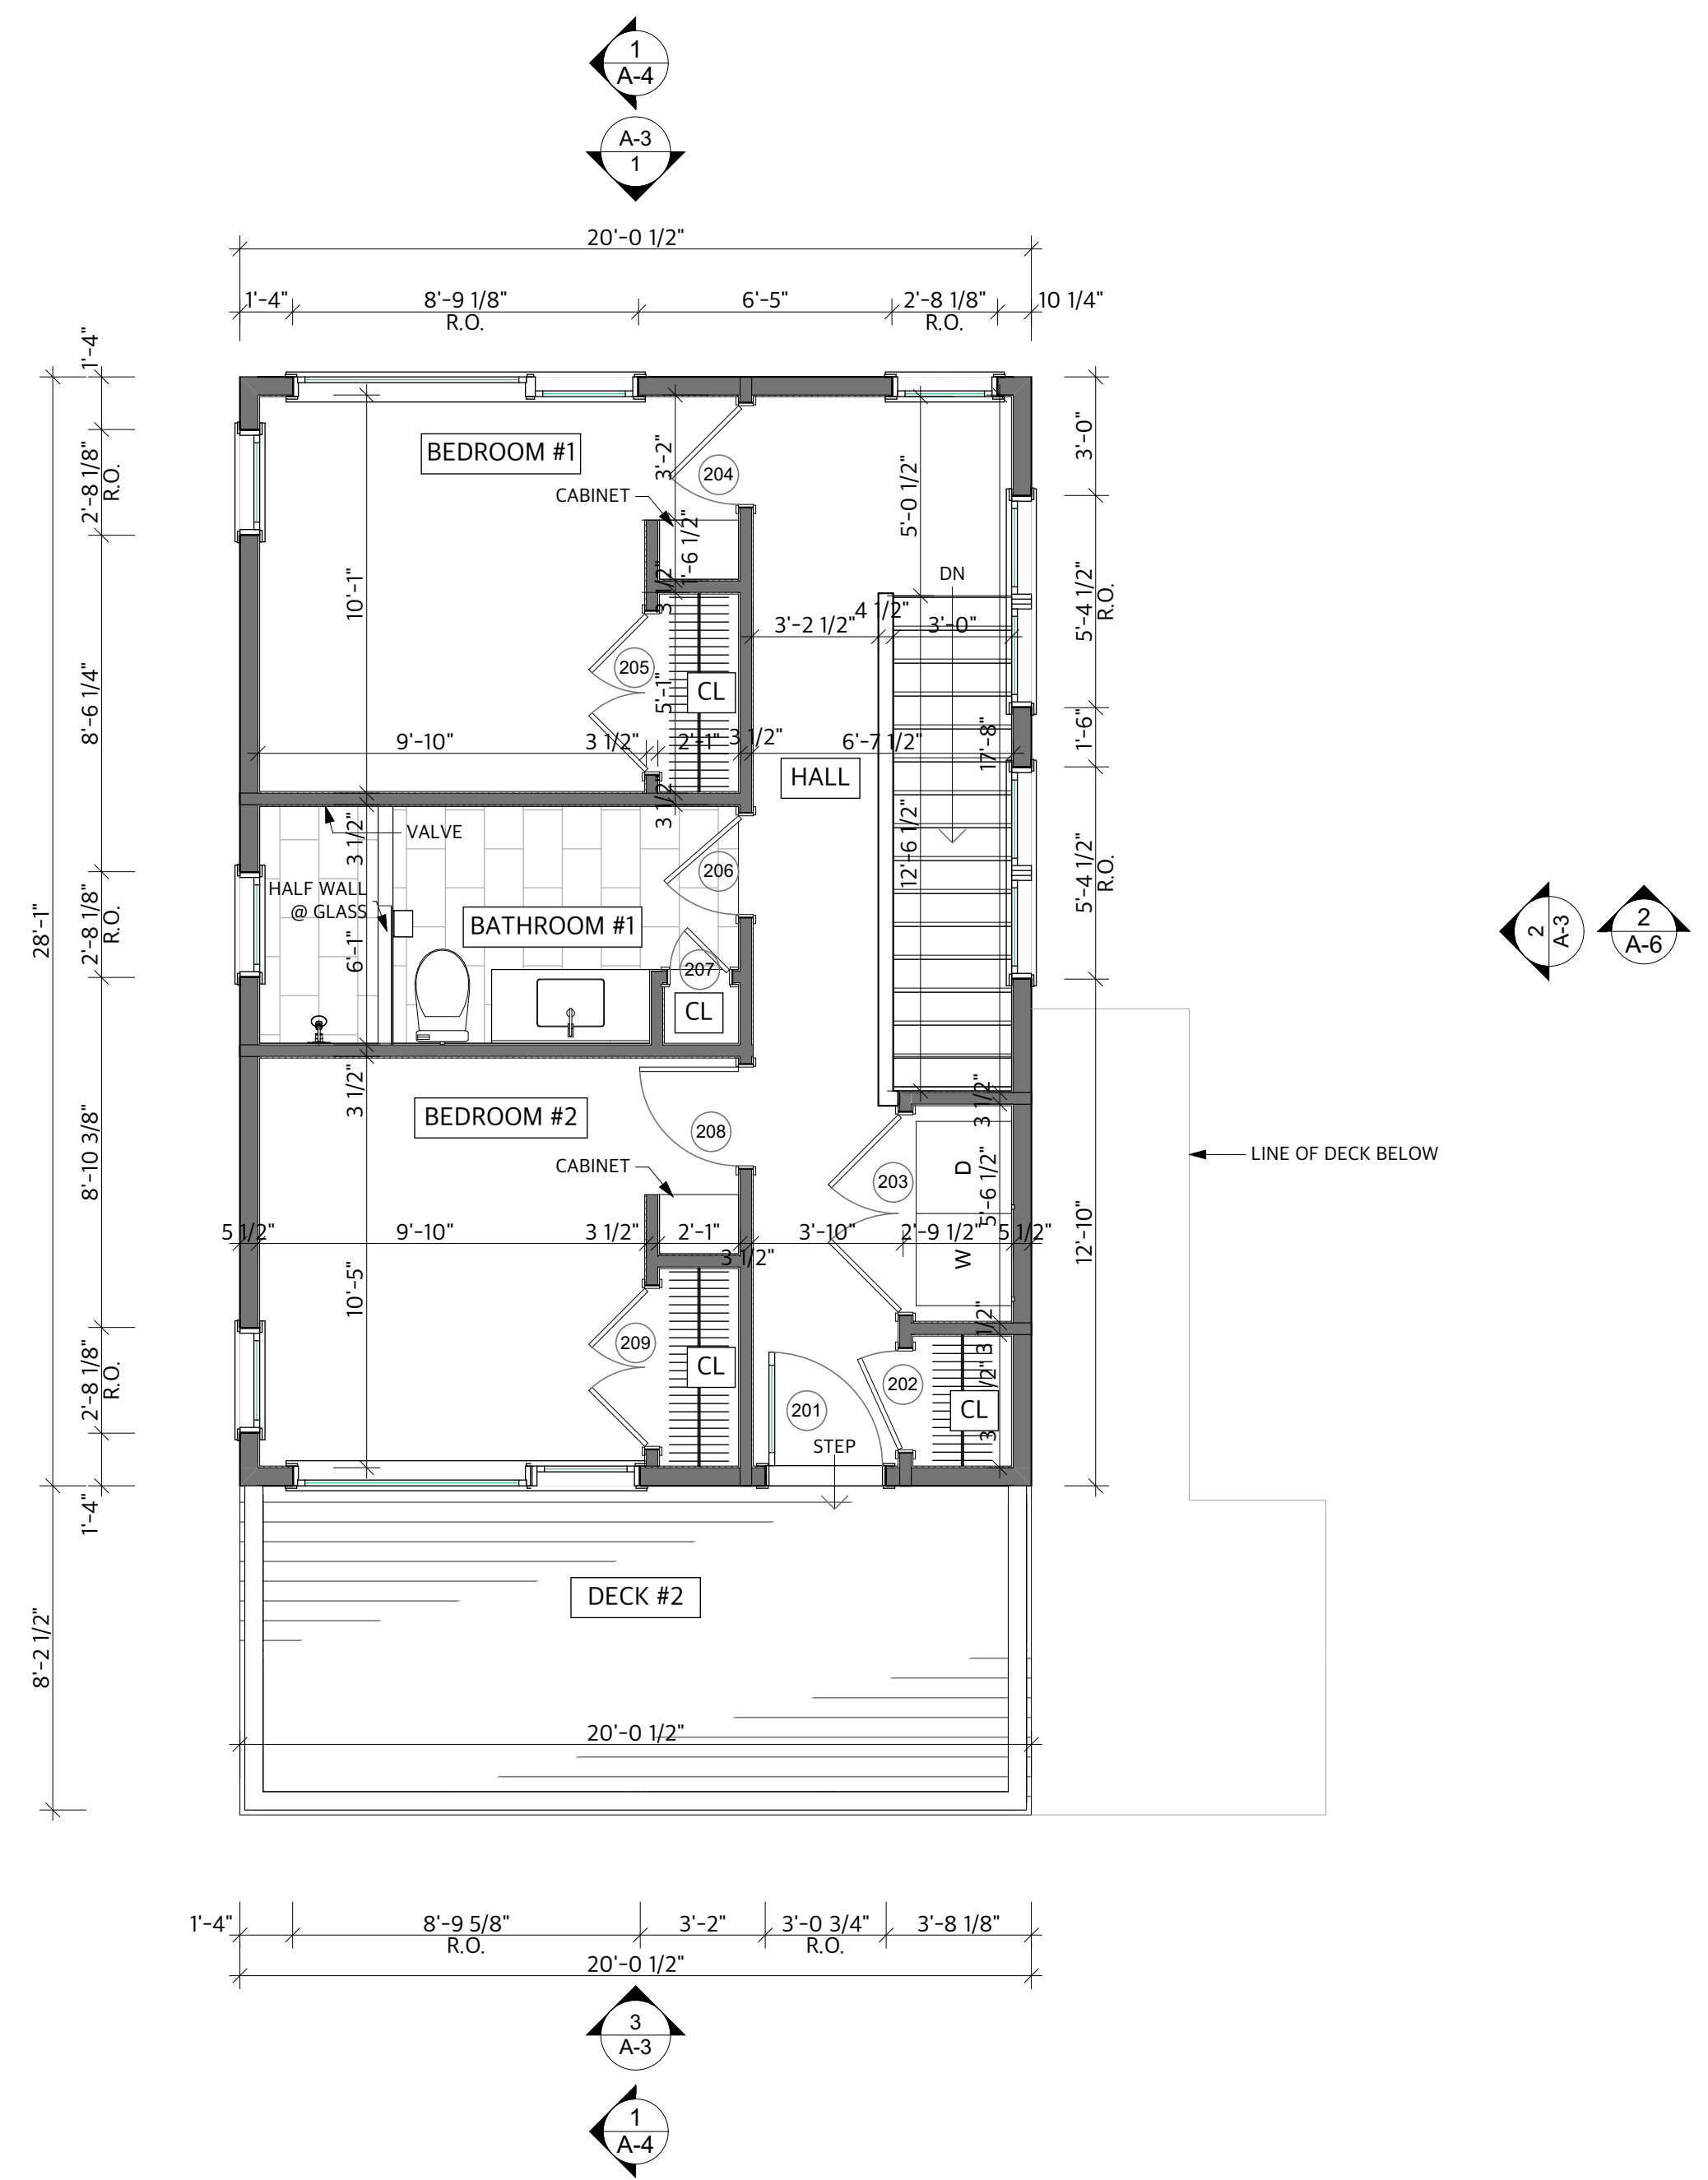 1
A-4
A-3
1
20'-0 1/2"
1'-4"
8'-9 1/8"
R.O.
6'-5"
2'-8 1/8"
R.O.
10 1/4"
1'-4"
2'-8 1/8"
R.O.
8'-6 1/4"
2'-8 1/8"
R.O.
8'-10 3/8"
2'-8 1/8"
R.O.
1'-4"
28'-1"
8'-2 1/2"
BEDROOM #1
CABINET
3'-2"
204
5'-0 1/2"
3'-0"
10'-1"
3 1/2"
DN
4 1/2"
3'-2 1/2"
3'-0"
5'-4 1/2"
R.O.
205
CL
5'-1"
9'-10"
3 1/2"
2'-1"
3 1/2"
6'-7 1/2"
17'-8"
1'-6"
HALL
3 1/2"
3 1/2"
VALVE
12'-6 1/2"
206
HALF WALL
@ GLASS
BATHROOM #1
6'-1"
207
CL
5'-4 1/2"
R.O.
2
A-3
2
A-6
3 1/2"
BEDROOM #2
208
CABINET
3 1/2"
203
D
5'-6 1/2"
W
LINE OF DECK BELOW
5 1/2"
9'-10"
3 1/2"
2'-1"
3 1/2"
3'-10"
2'-9 1/2"
5 1/2"
12'-10"
10'-5"
3 1/2"
209
CL
202
CL
201
STEP
DECK #2
20'-0 1/2"
1'-4"
8'-9 5/8"
R.O.
3'-2"
3'-0 3/4"
R.O.
3'-8 1/8"
20'-0 1/2"
3
A-3
1
A-4